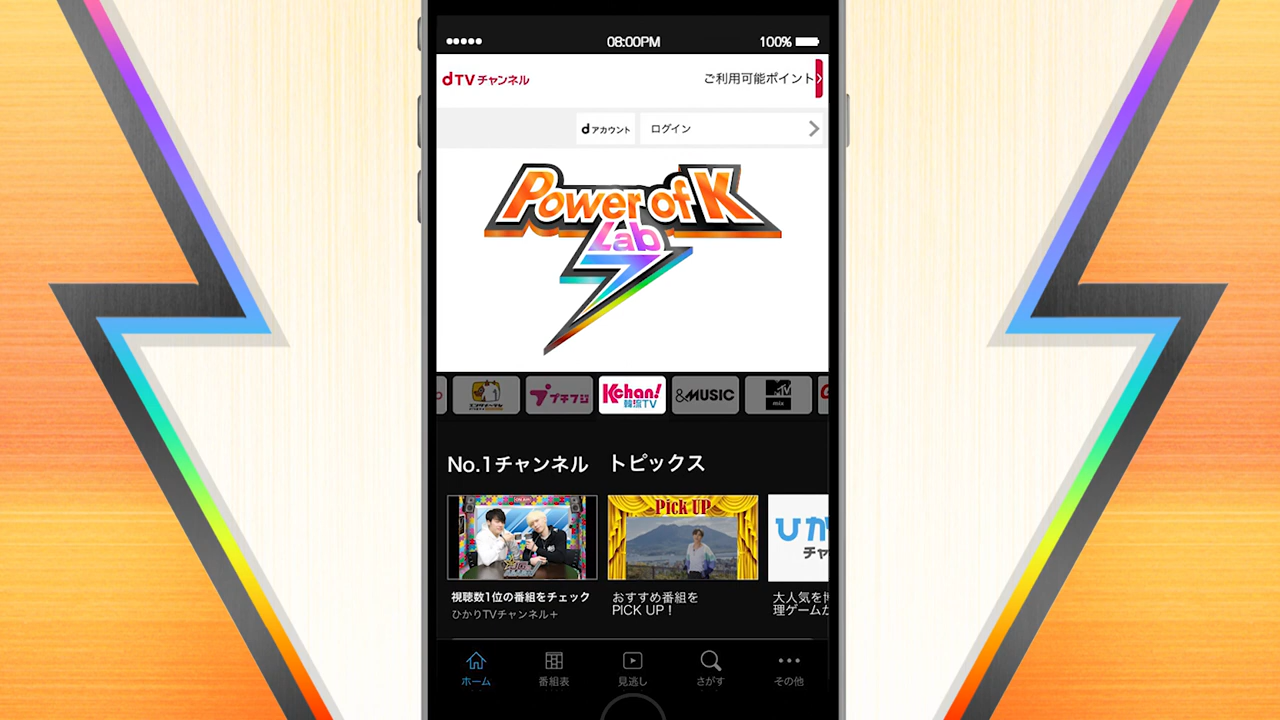 08:00PM
100%
dTVチャンネル
ご利用可能ポイント
dアカウント
ログイン
Power of K
Lab
プチフジ
Kchan!
韓流TV
&MUSIC
MTV
mix
No.1チャンネル
トピックス
ON AIR
PICK UP
ひか
チャ
視聴数1位の番組をチェック
ひかりTVチャンネル+
おすすめ番組を
PICK UP！
大人気を博
理ゲームが
ホーム
番組表
見逃し
さがす
その他